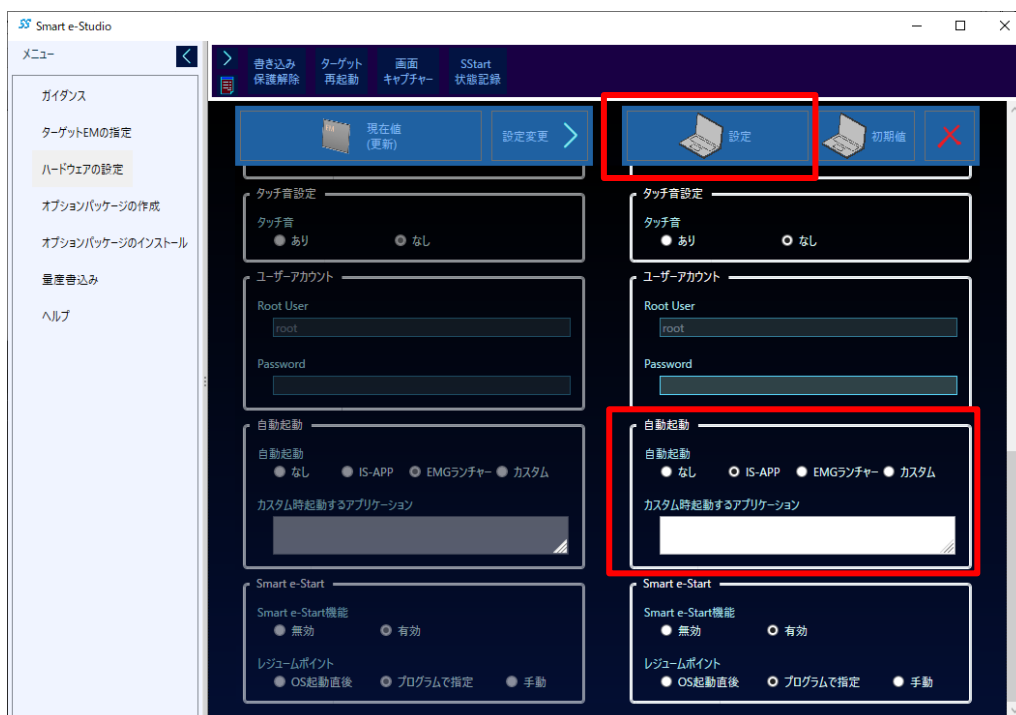 SS Smart e-Studio
メニュー
ガイダンス
ターゲットEMの指定
ハードウェアの設定
オプションパッケージの作成
オプションパッケージのインストール
量産書込み
ヘルプ
書き込み
保護解除
ターゲット
再起動
画面
キャプチャー
SStart
状態記録
現在値
(更新)
設定変更
設定
初期値
タッチ音設定
タッチ音
あり なし
ユーザーアカウント
Root User
root
Password
自動起動
自動起動
なし IS-APP EMGランチャー カスタム
カスタム時起動するアプリケーション
Smart e-Start
Smart e-Start機能
無効 有効
レジュームポイント
OS起動直後 プログラムで指定 手動
タッチ音設定
タッチ音
あり なし
ユーザーアカウント
Root User
root
Password
自動起動
自動起動
なし IS-APP EMGランチャー カスタム
カスタム時起動するアプリケーション
Smart e-Start
Smart e-Start機能
無効 有効
レジュームポイント
OS起動直後 プログラムで指定 手動